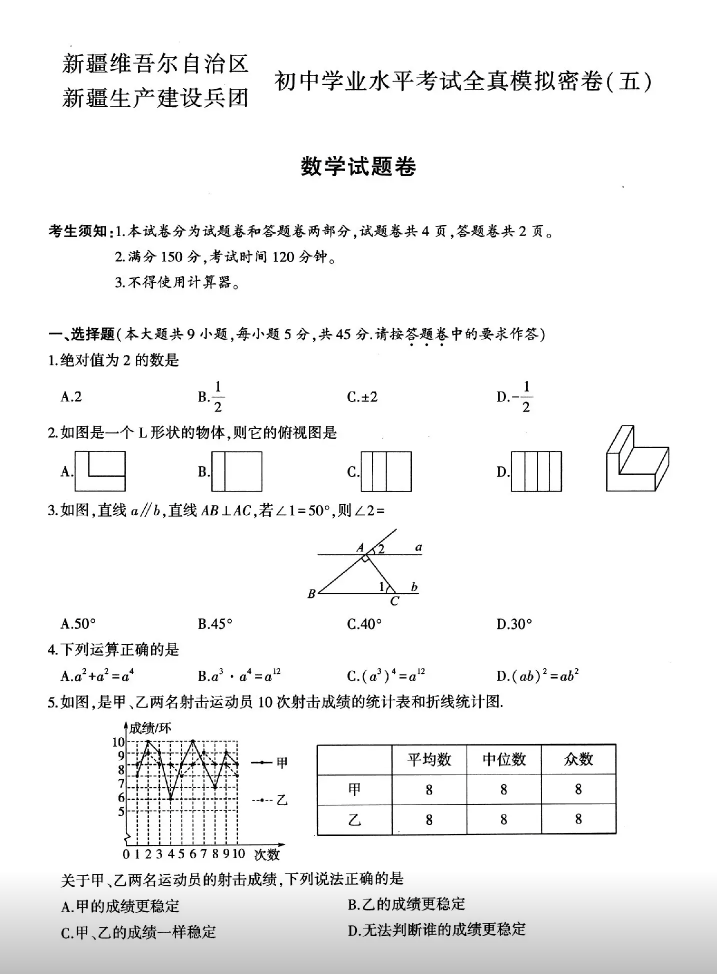 新疆维吾尔自治区
新疆生产建设兵团
初中学业水平考试全真模拟密卷(五)
数学试题卷
考生须知:1.本试卷分为试题卷和答题卷两部分,试题卷共4页,答题卷共2页。
2.满分150分,考试时间120分钟。
3.不得使用计算器。
一、选择题(本大题共9小题,每小题5分,共45分.请按答题卷中的要求作答)
1.绝对值为2的数是
A.2 B.1/2 C.±2 D.-1/2
2.如图是一个L形状的物体,则它的俯视图是
A. B. C. D.
3.如图,直线a∥b,直线AB⊥AC,若∠1=50°,则∠2=
A 2 a
B 1 C b
A.50° B.45° C.40° D.30°
4.下列运算正确的是
A.a²+a²=a⁴ B.a³·a⁴=a¹² C.(a³)⁴=a¹² D.(ab)²=ab²
5.如图,是甲、乙两名射击运动员10次射击成绩的统计表和折线统计图.
成绩/环
10
9
8
7
6
5
0 1 2 3 4 5 6 7 8 9 10 次数
甲
乙
平均数 中位数 众数
甲 8 8 8
乙 8 8 8
关于甲、乙两名运动员的射击成绩,下列说法正确的是
A.甲的成绩更稳定 B.乙的成绩更稳定
C.甲、乙的成绩一样稳定 D.无法判断谁的成绩更稳定